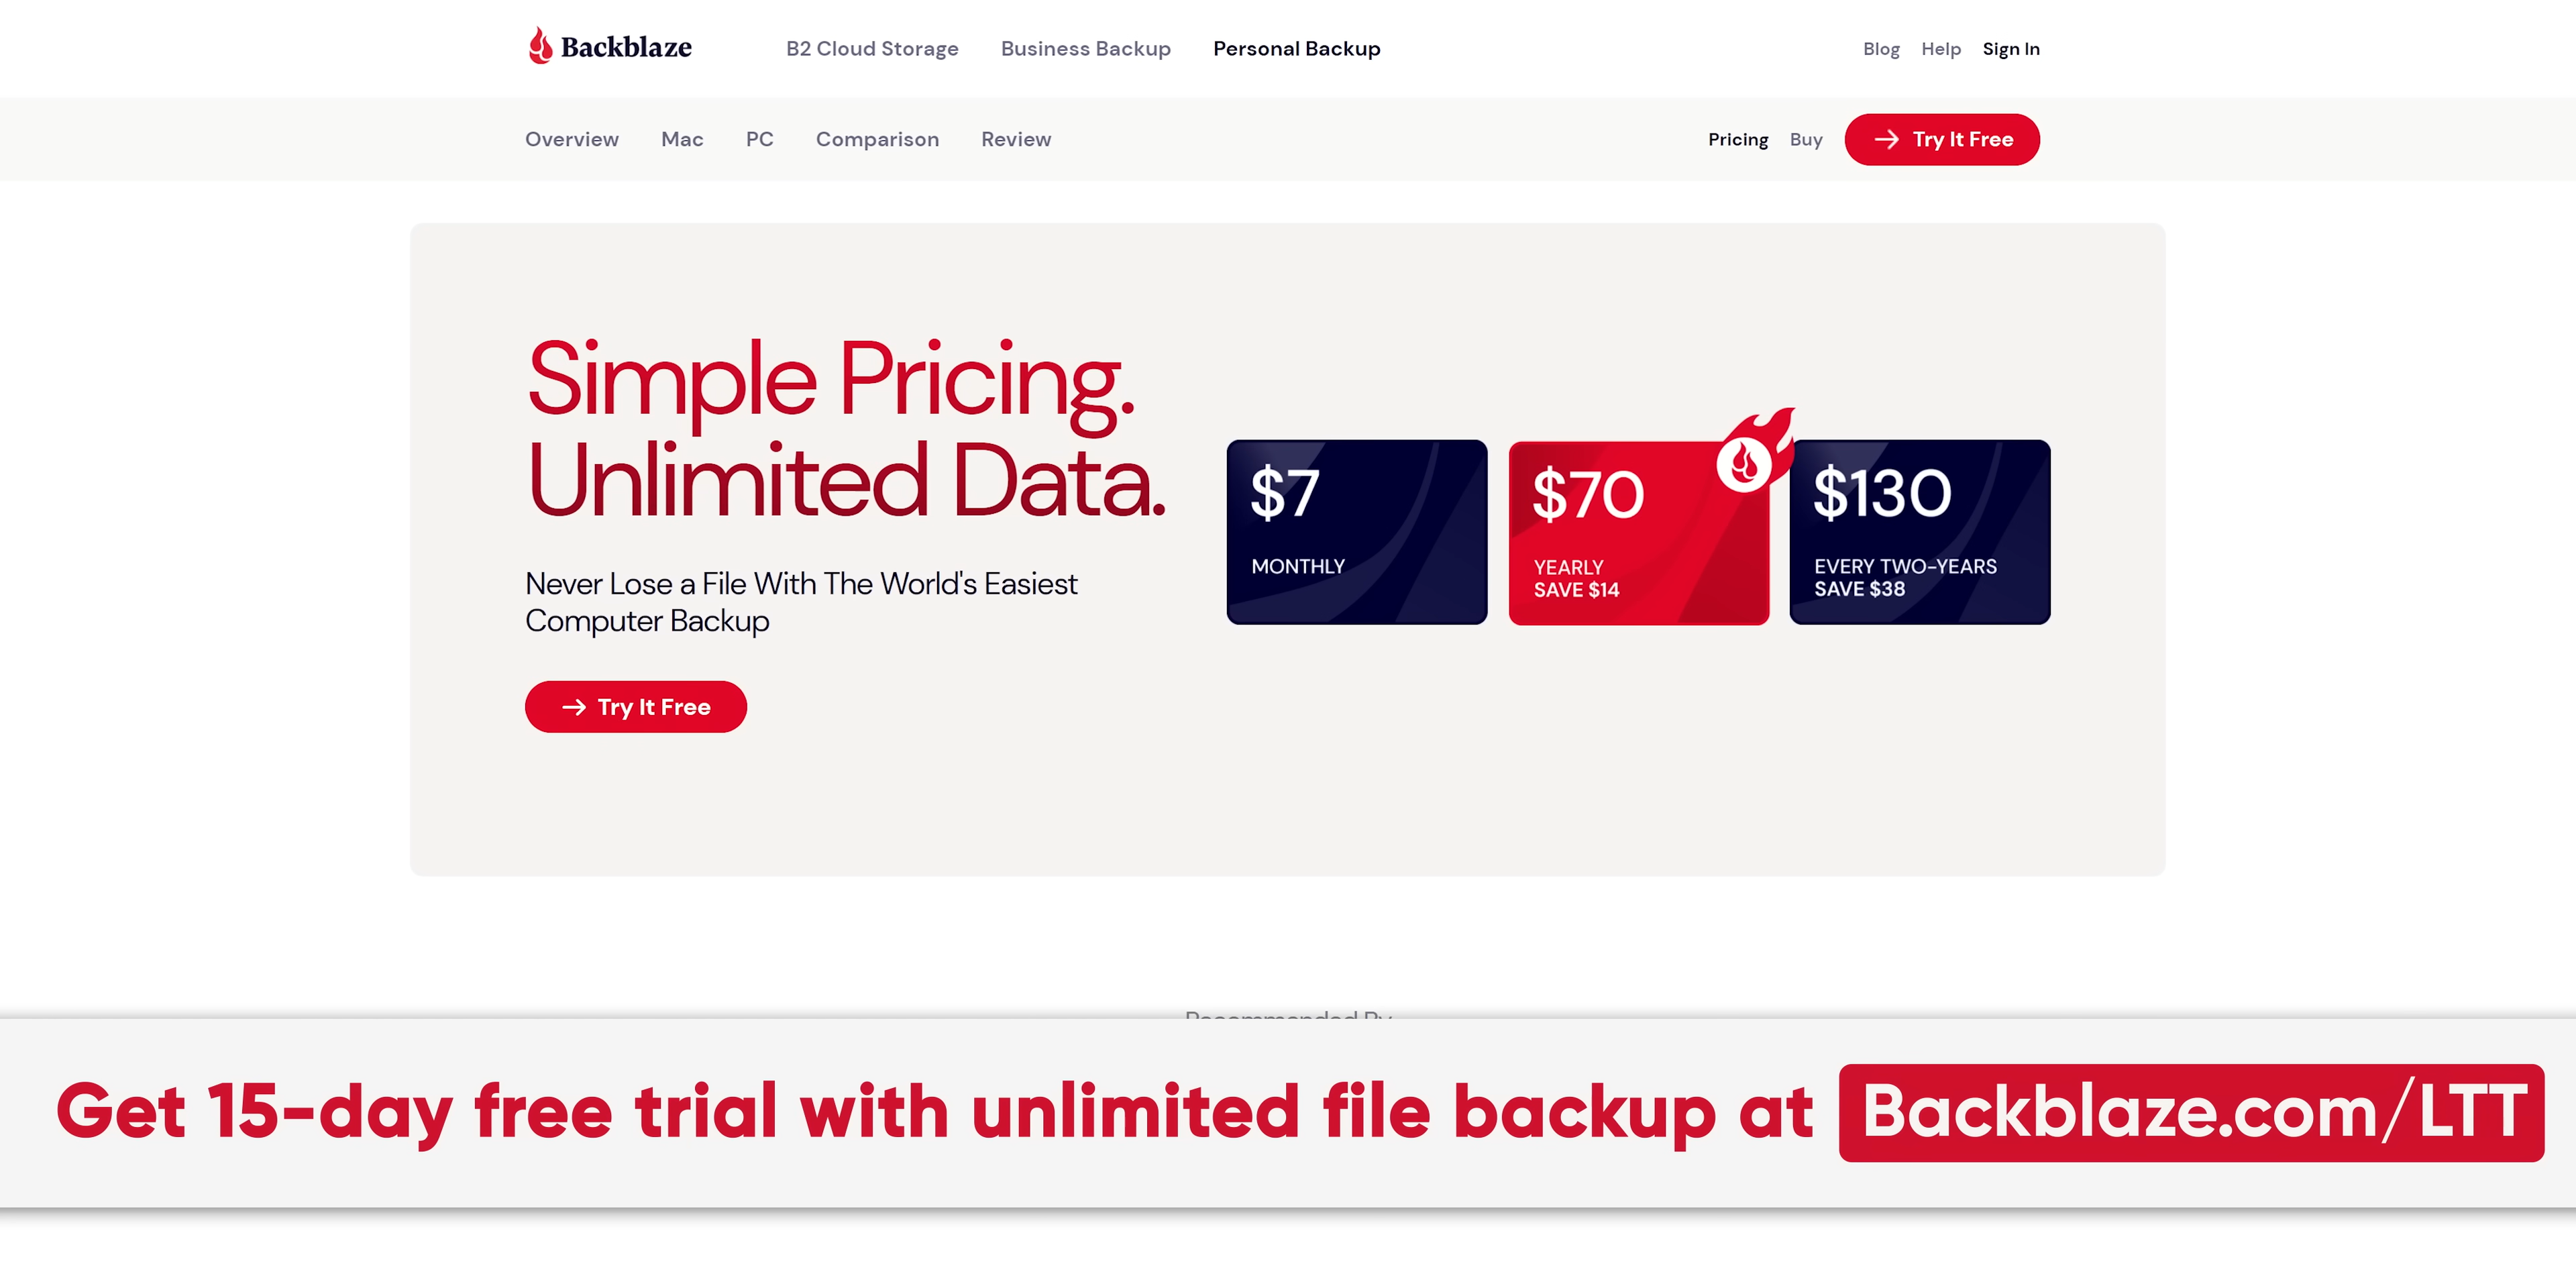 Backblaze
B2 Cloud Storage Business Backup Personal Backup
Blog Help Sign In
Overview Mac PC Comparison Review
Pricing Buy → Try It Free
Simple Pricing.
Unlimited Data.
Never Lose a File With The World's Easiest
Computer Backup
→ Try It Free
$7
MONTHLY
$70
YEARLY
SAVE $14
$130
EVERY TWO-YEARS
SAVE $38
Recommended By
Get 15-day free trial with unlimited file backup at Backblaze.com/LTT